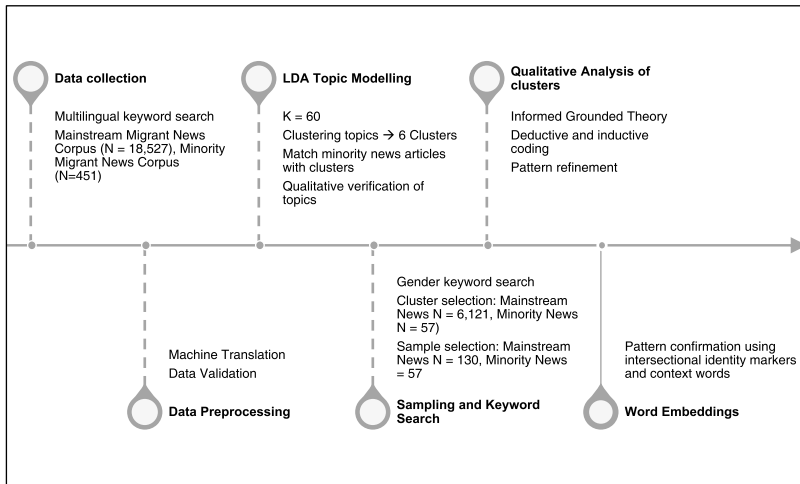 Data collection
Multilingual keyword search
Mainstream Migrant News
Corpus (N = 18,527), Minority
Migrant News Corpus
(N=451)
LDA Topic Modelling
K = 60
Clustering topics → 6 Clusters
Match minority news articles
with clusters
Qualitative verification of
topics
Qualitative Analysis of
clusters
Informed Grounded Theory
Deductive and inductive
coding
Pattern refinement
Machine Translation
Data Validation
Data Preprocessing
Gender keyword search
Cluster selection: Mainstream
News N = 6,121, Minority News
N = 57)
Sample selection: Mainstream
News N = 130, Minority News
= 57
Sampling and Keyword
Search
Pattern confirmation using
intersectional identity markers
and context words
Word Embeddings